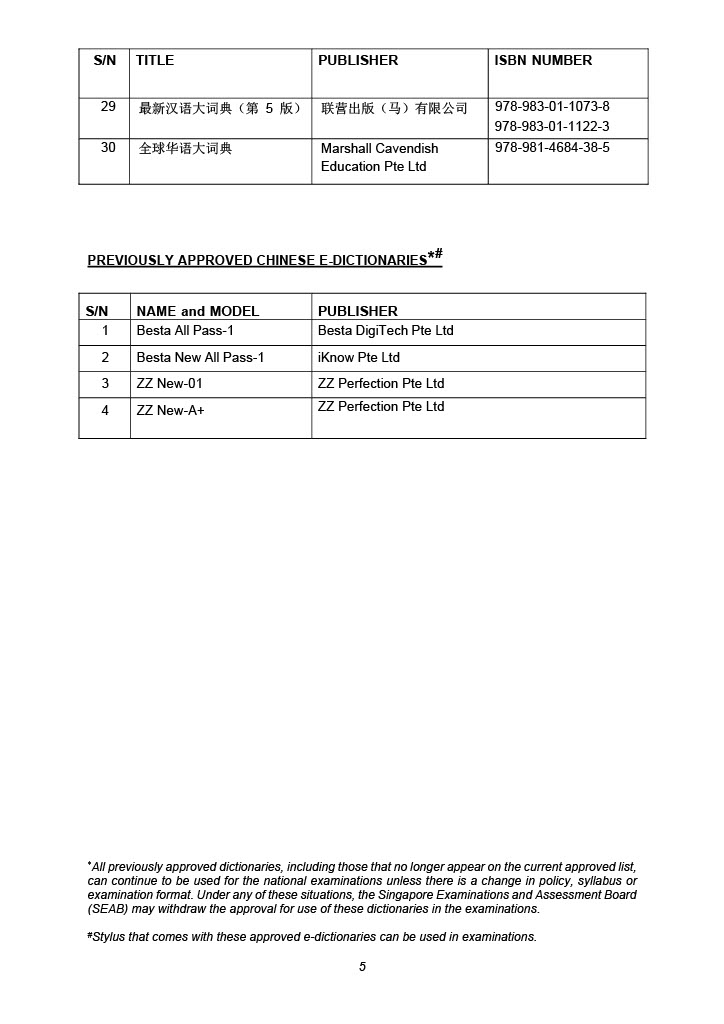 S/N TITLE PUBLISHER ISBN NUMBER
29 最新汉语大词典（第 5 版） 联营出版（马）有限公司 978-983-01-1073-8
978-983-01-1122-3
30 全球华语大词典 Marshall Cavendish 978-981-4684-38-5
Education Pte Ltd
PREVIOUSLY APPROVED CHINESE E-DICTIONARIES*#
S/N NAME and MODEL PUBLISHER
1 Besta All Pass-1 Besta DigiTech Pte Ltd
2 Besta New All Pass-1 iKnow Pte Ltd
3 ZZ New-01 ZZ Perfection Pte Ltd
4 ZZ New-A+ ZZ Perfection Pte Ltd
*All previously approved dictionaries, including those that no longer appear on the current approved list,
can continue to be used for the national examinations unless there is a change in policy, syllabus or
examination format. Under any of these situations, the Singapore Examinations and Assessment Board
(SEAB) may withdraw the approval for use of these dictionaries in the examinations.
#Stylus that comes with these approved e-dictionaries can be used in examinations.
5